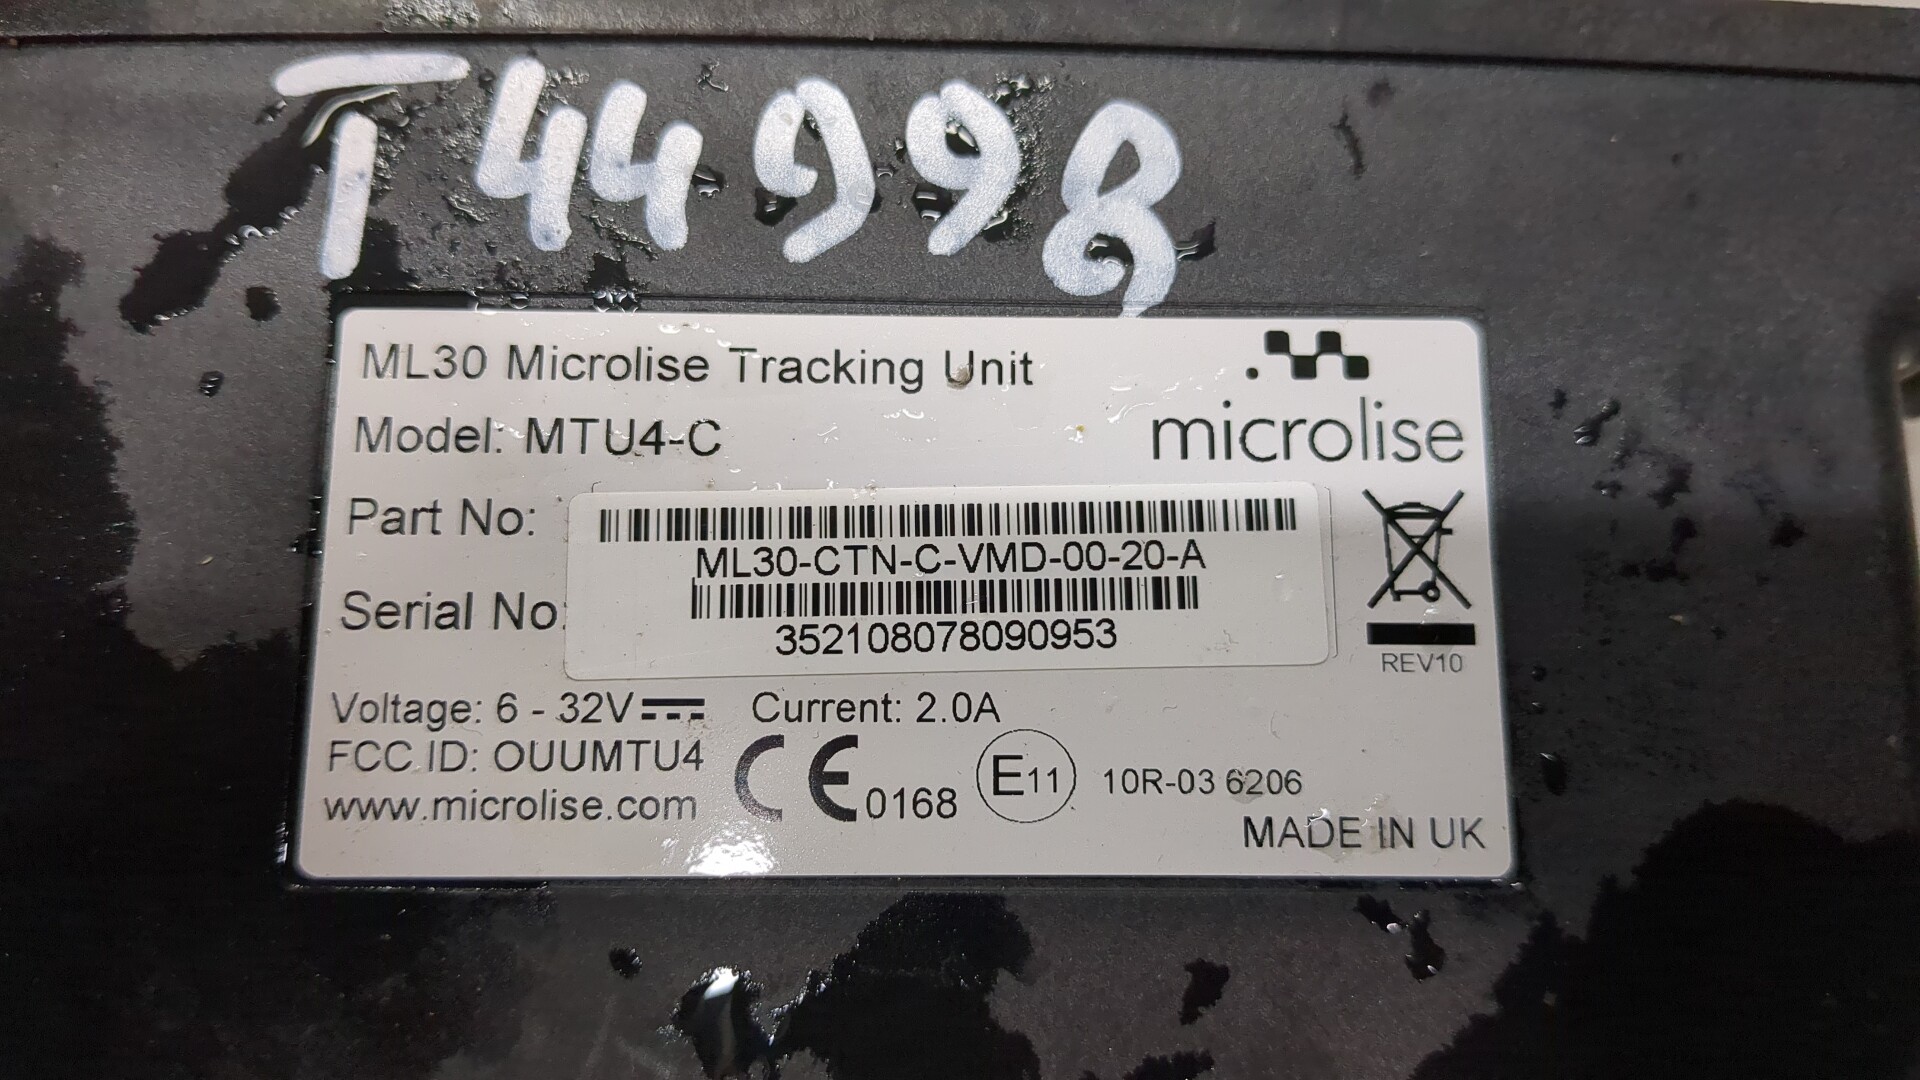 T44998
ML30 Microlise Tracking Unit
microlise
Model: MTU4-C
Part No:
ML30-CTN-C-VMD-00-20-A
Serial No:
352108078090953
REV10
Voltage: 6 - 32V Current: 2.0A
FCC ID: OUUMTU4
www.microlise.com
CE 0168
E11 10R-03 6206
MADE IN UK